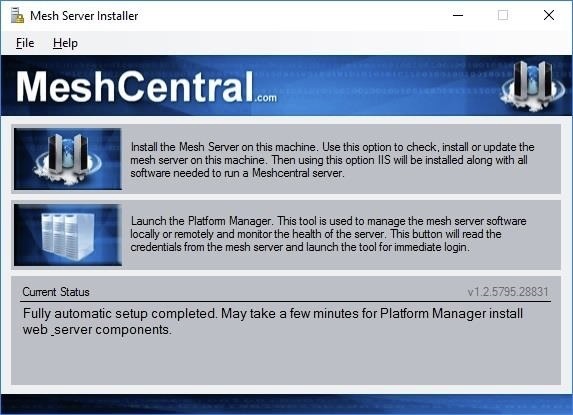 Mesh Server Installer
File Help
MeshCentral.com
Install the Mesh Server on this machine. Use this option to check, install or update the
mesh server on this machine. Then using this option IIS will be installed along with all
software needed to run a Meshcentral server.
Launch the Platform Manager. This tool is used to manage the mesh server software
locally or remotely and monitor the health of the server. This button will read the
credentials from the mesh server and launch the tool for immediate login.
Current Status v1.2.5795.28831
Fully automatic setup completed. May take a few minutes for Platform Manager install
web_server components.